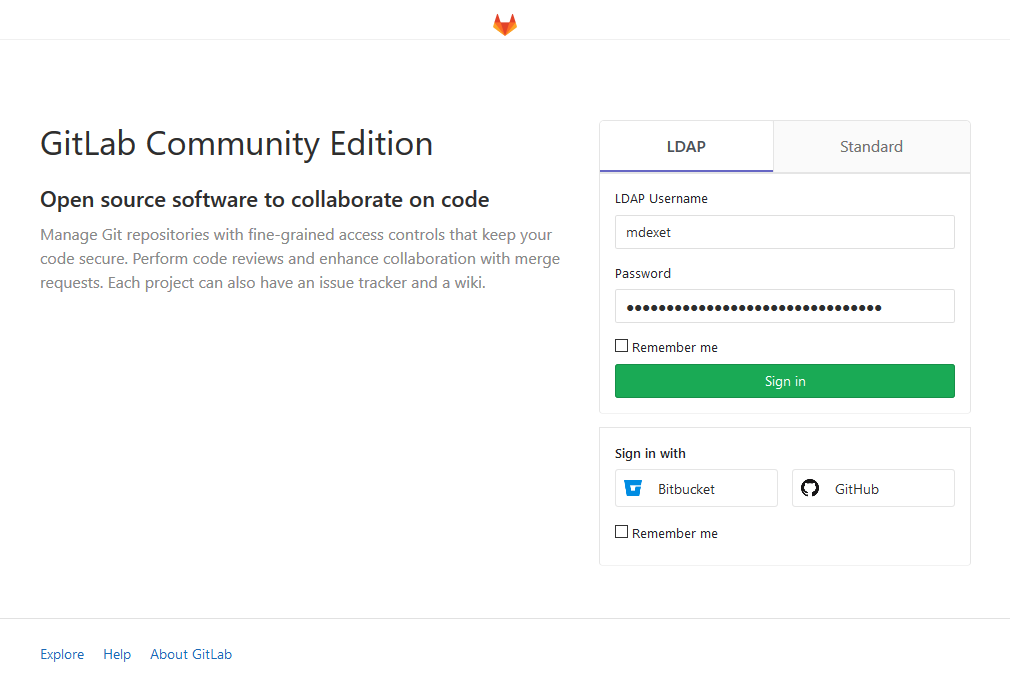 GitLab Community Edition
Open source software to collaborate on code
Manage Git repositories with fine-grained access controls that keep your
code secure. Perform code reviews and enhance collaboration with merge
requests. Each project can also have an issue tracker and a wiki.
LDAP Standard
LDAP Username
mdexet
Password
••••••••••••••••••••••••••••••••
Remember me
Sign in
Sign in with
Bitbucket GitHub
Remember me
Explore Help About GitLab